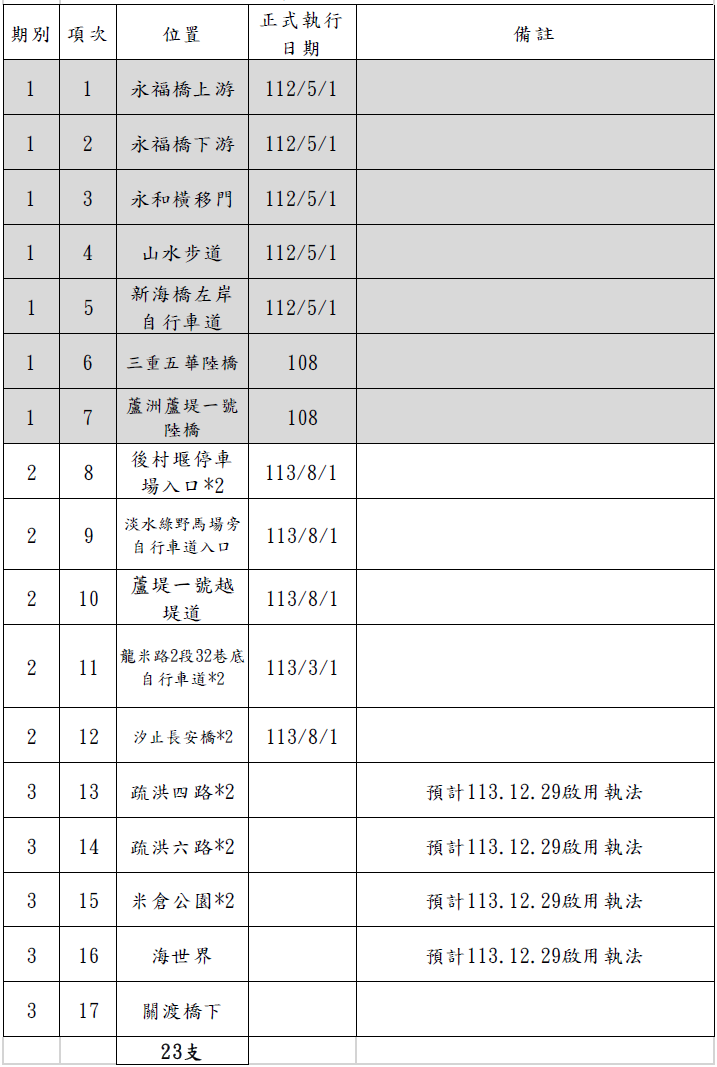 期別 項次 位置 正式執行日期 備註
1 1 永福橋上游 112/5/1
1 2 永福橋下游 112/5/1
1 3 永和橫移門 112/5/1
1 4 山水步道 112/5/1
1 5 新海橋左岸自行車道 112/5/1
1 6 三重五華陸橋 108
1 7 蘆洲蘆堤一號陸橋 108
2 8 後村堰停車場入口*2 113/8/1
2 9 淡水綠野馬場旁自行車道入口 113/8/1
2 10 蘆堤一號越堤道 113/8/1
2 11 龍米路2段32巷底自行車道*2 113/3/1
2 12 汐止長安橋*2 113/8/1
3 13 疏洪四路*2 預計113.12.29啟用執法
3 14 疏洪六路*2 預計113.12.29啟用執法
3 15 米倉公園*2 預計113.12.29啟用執法
3 16 海世界 預計113.12.29啟用執法
3 17 關渡橋下
23支